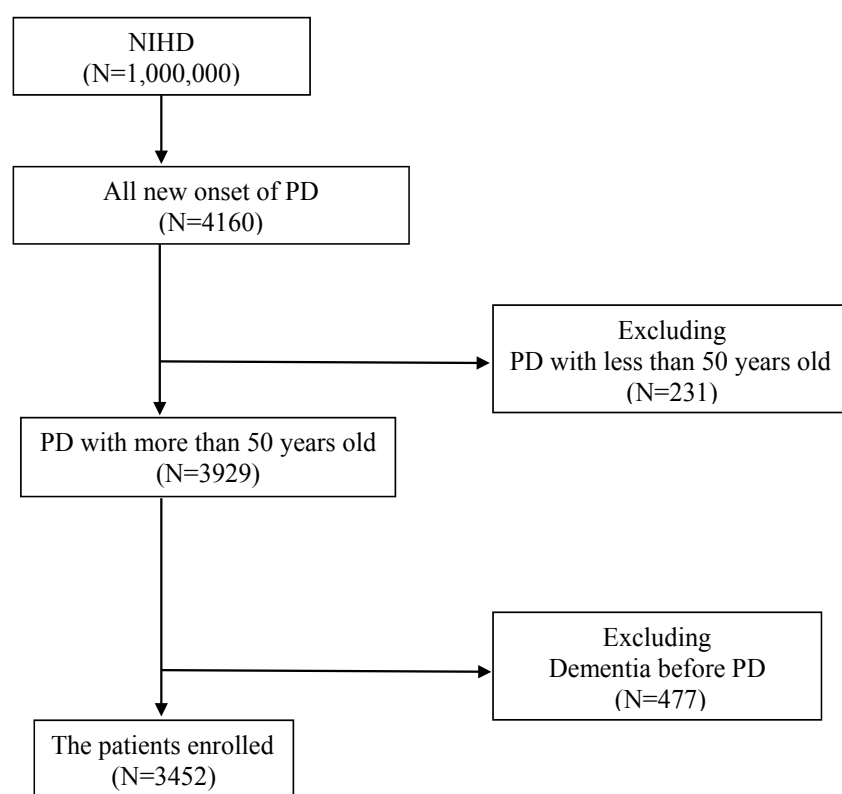 NIHD
(N=1,000,000)
All new onset of PD
(N=4160)
Excluding
PD with less than 50 years old
(N=231)
PD with more than 50 years old
(N=3929)
Excluding
Dementia before PD
(N=477)
The patients enrolled
(N=3452)